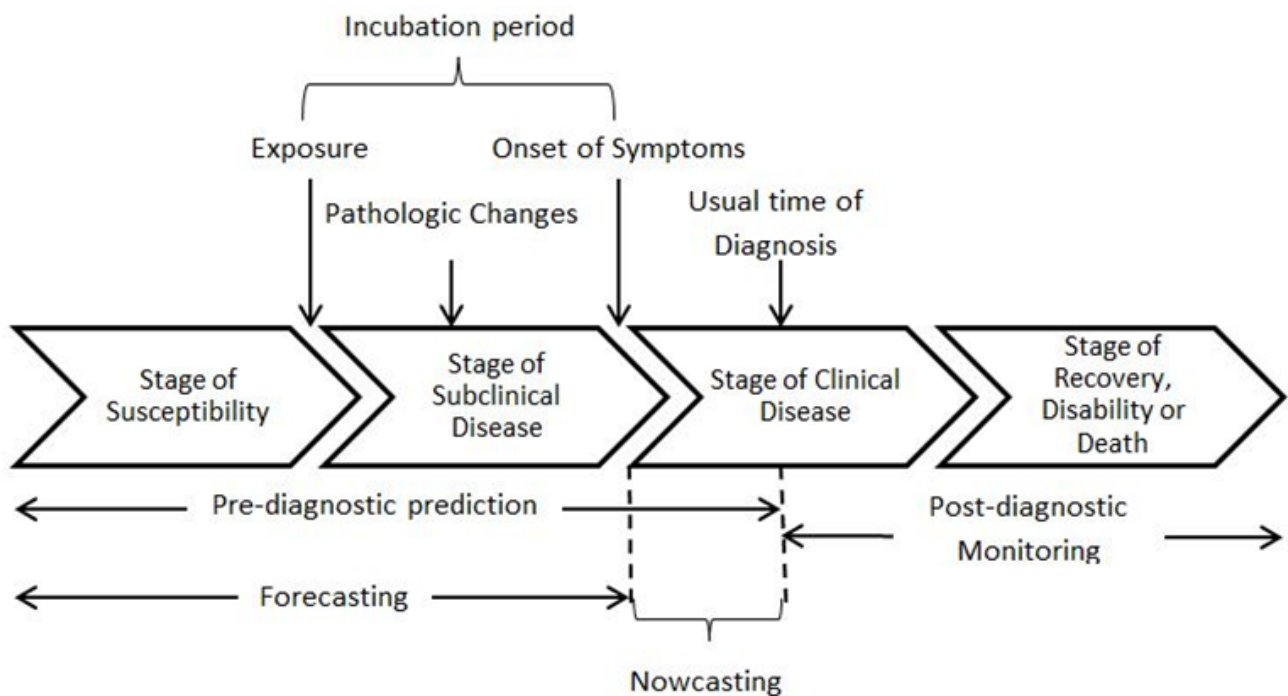 Incubation period
Exposure
Onset of Symptoms
Pathologic Changes
Usual time of
Diagnosis
Stage of
Susceptibility
Stage of
Subclinical
Disease
Stage of Clinical
Disease
Stage of
Recovery,
Disability or
Death
Pre-diagnostic prediction
Post-diagnostic
Monitoring
Forecasting
Nowcasting